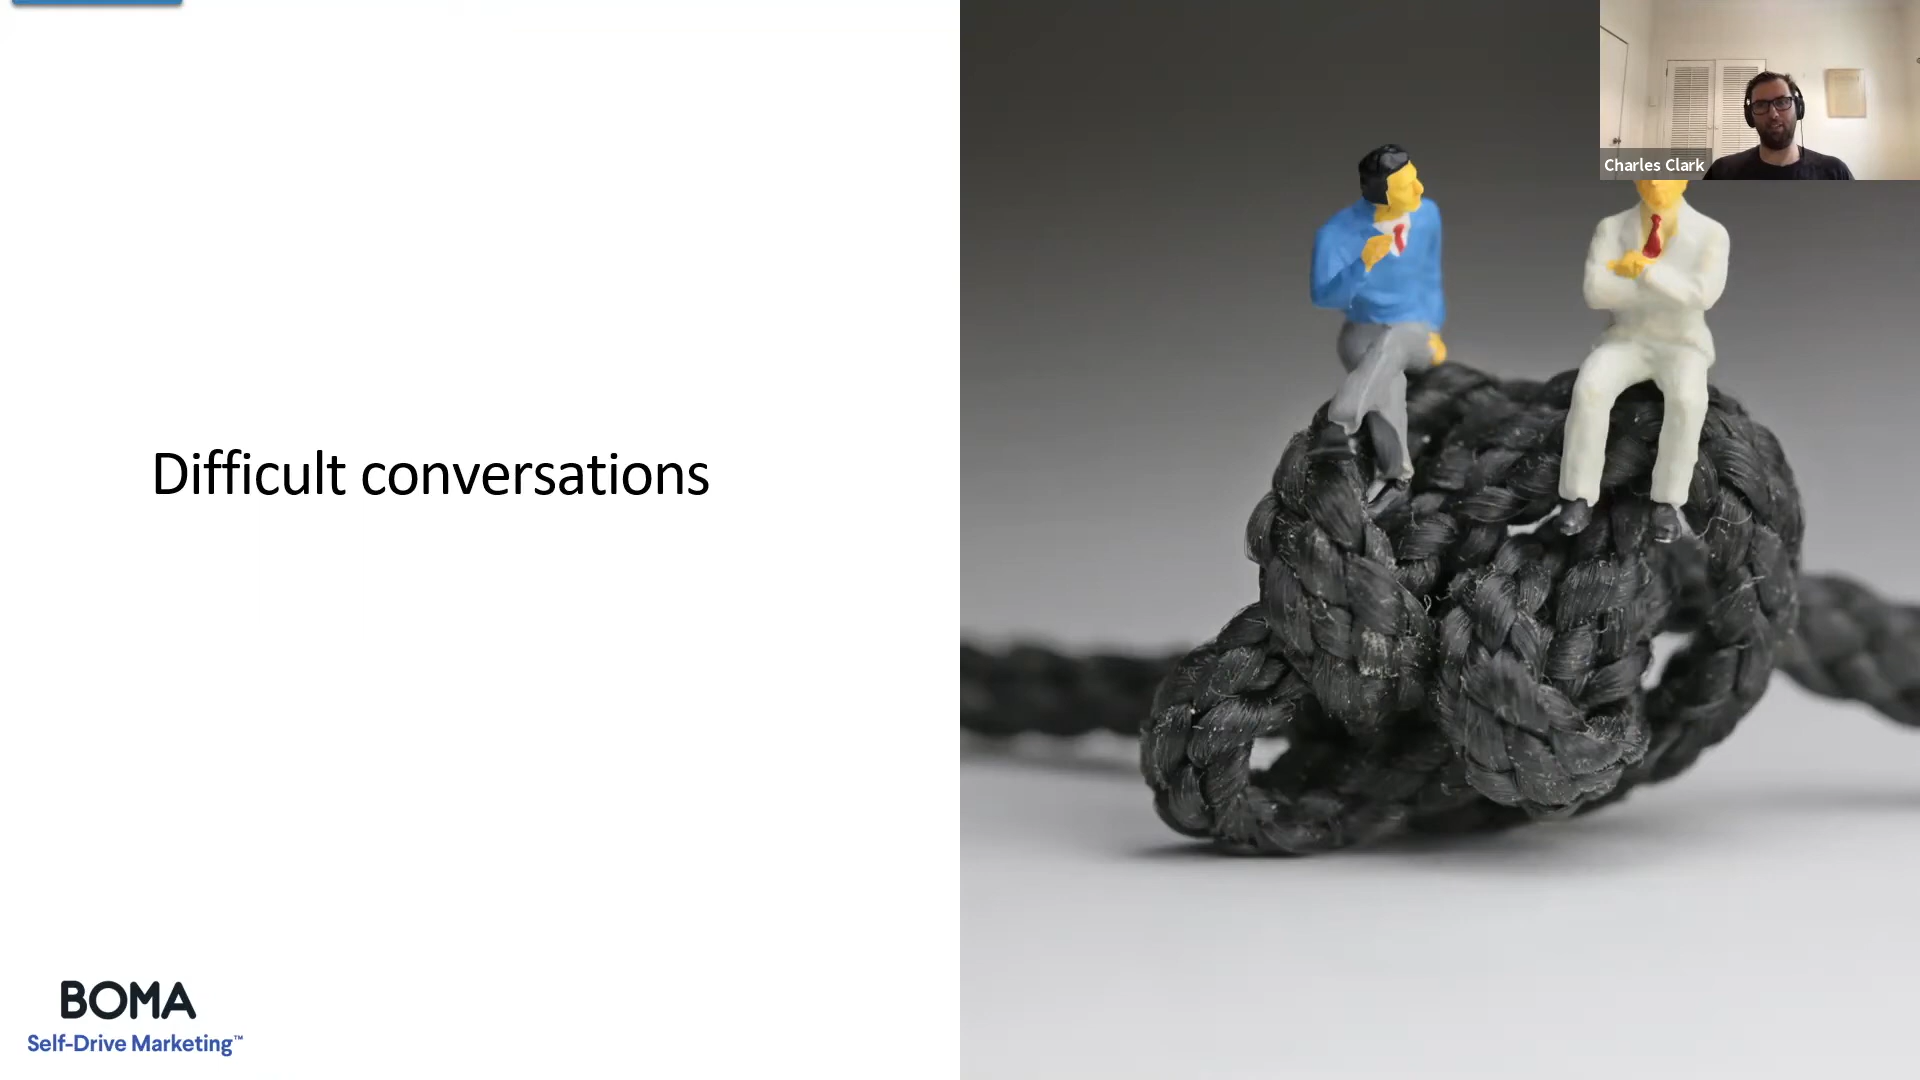 Charles Clark
Difficult conversations
BOMA
Self-Drive Marketing™